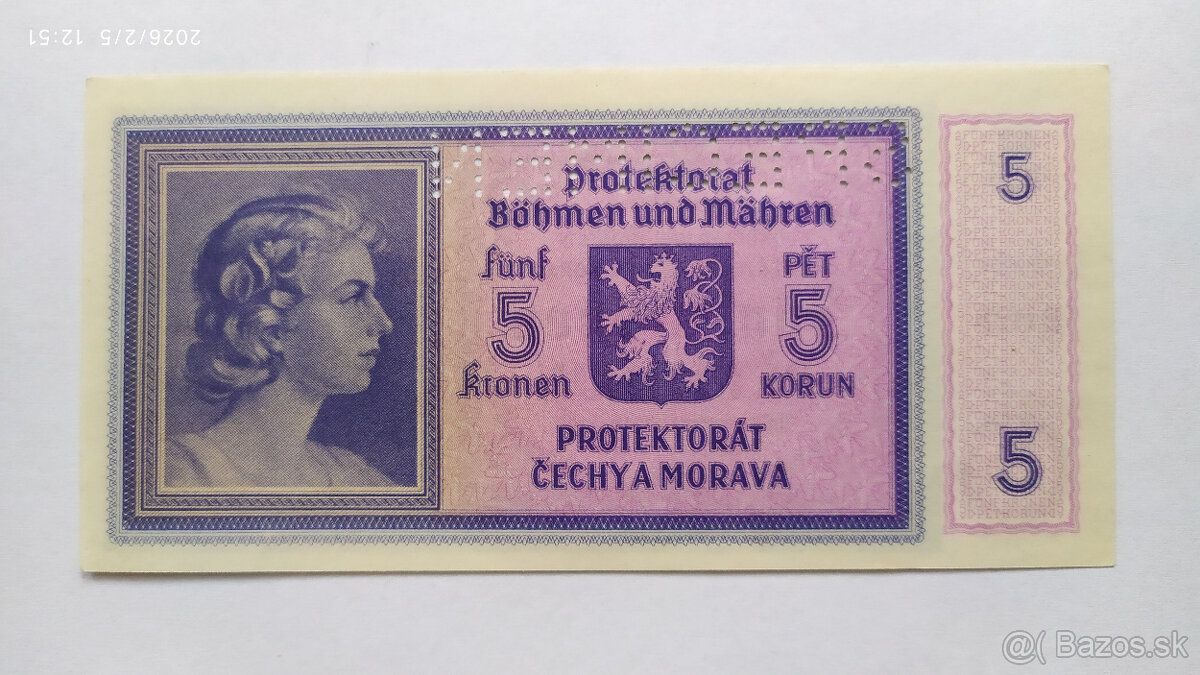 2026/2/5 12:51
Protektorat
Böhmen und Mähren
fünf
5
Kronen
PĚT
5
KORUN
PROTEKTORÁT
ČECHY A MORAVA
5
5
@( Bazos.sk